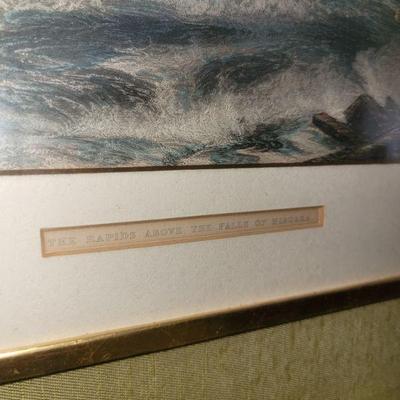 THE RAPIDS ABOVE THE FALLS OF NIAGARA.